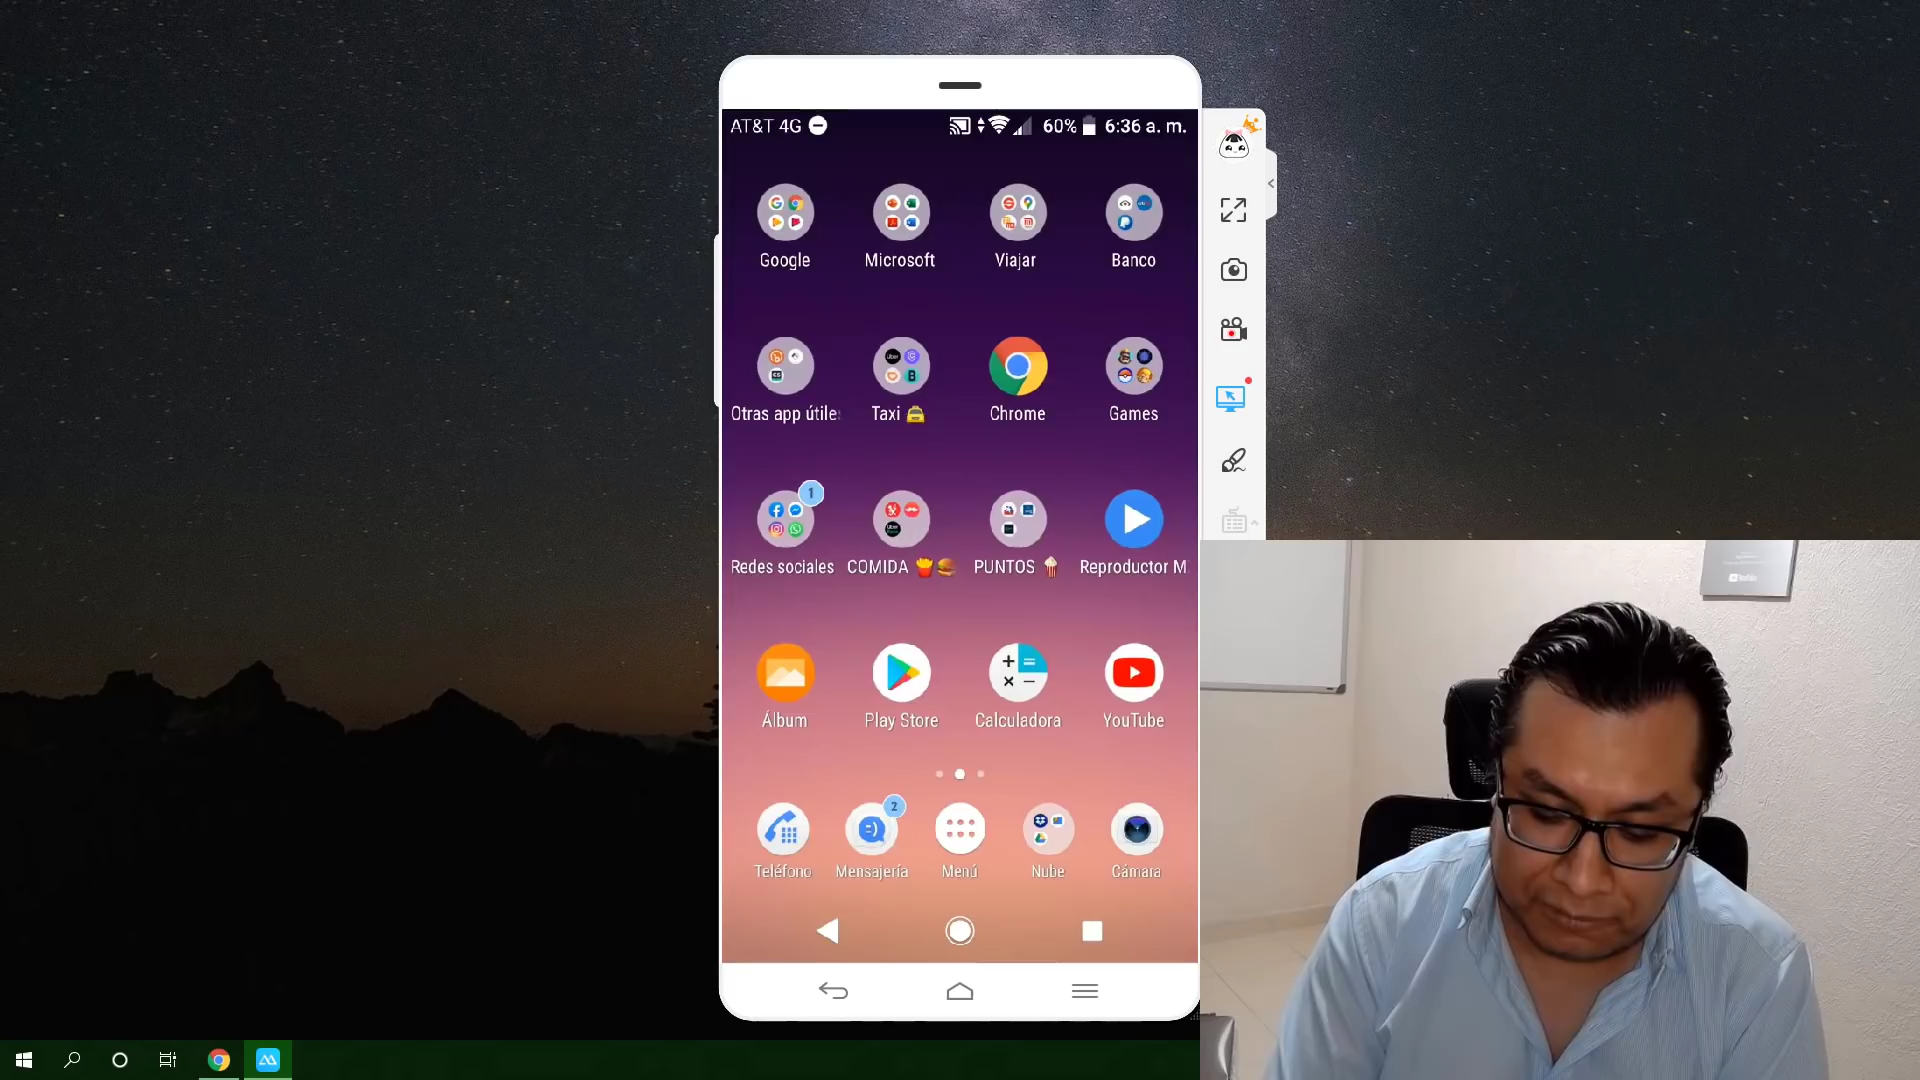 AT&T 4G 60% 6:36 a. m.
Google Microsoft Viajar Banco
Otras app útile Taxi Chrome Games
1
Redes sociales COMIDA PUNTOS Reproductor M
Álbum Play Store Calculadora YouTube
2
Teléfono Mensajería Menú Nube Cámara
YouTube